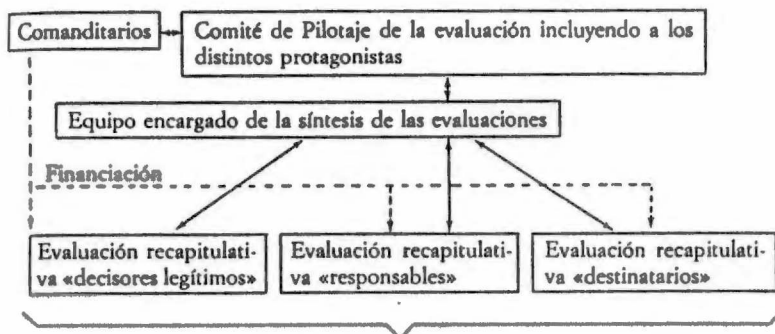 Comanditarios
Comité de Pilotaje de la evaluación incluyendo a los
distintos protagonistas
Equipo encargado de la síntesis de las evaluaciones
Financiación
Evaluación recapitulati-
va «decisores legítimos»
Evaluación recapitulati-
va «responsables»
Evaluación recapitulati-
va «destinatarios»